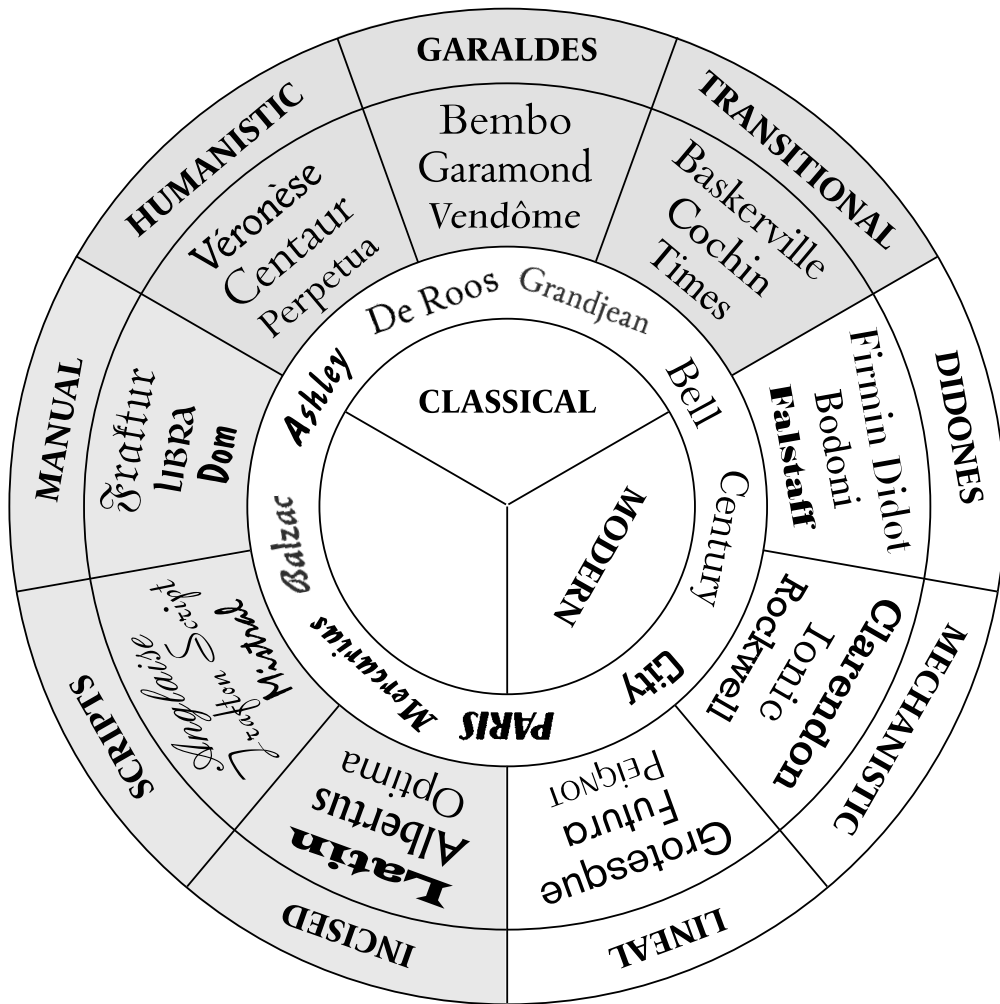 GARALDES
Bembo
Garamond
Vendôme
TRANSITIONAL
Baskerville
Cochin
Times
DIDONES
Firmin Didot
Bodoni
Falstaff
MECHANISTIC
Clarendon
Ionic
Rockwell
LINEAL
Grotesque
Futura
PEIGNOT
INCISED
Latin
Albertus
Optima
SCRIPTS
Anglaise
Trafton Script
Mistral
MANUAL
Fraktur
LIBRA
Dom
HUMANISTIC
Véronèse
Centaur
Perpetua
De Roos
Grandjean
Bell
Century
City
PARIS
Mercurius
Balzac
Ashley
CLASSICAL
MODERN